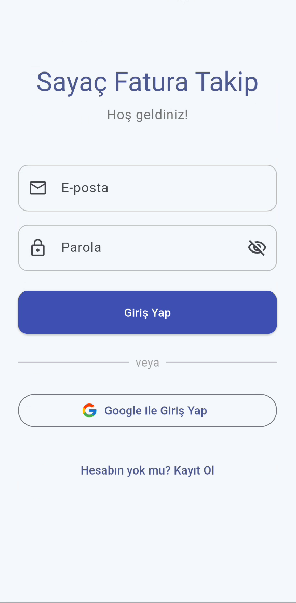 Sayaç Fatura Takip
Hoş geldiniz!
E-posta
Parola
Giriş Yap
veya
Google ile Giriş Yap
Hesabın yok mu? Kayıt Ol